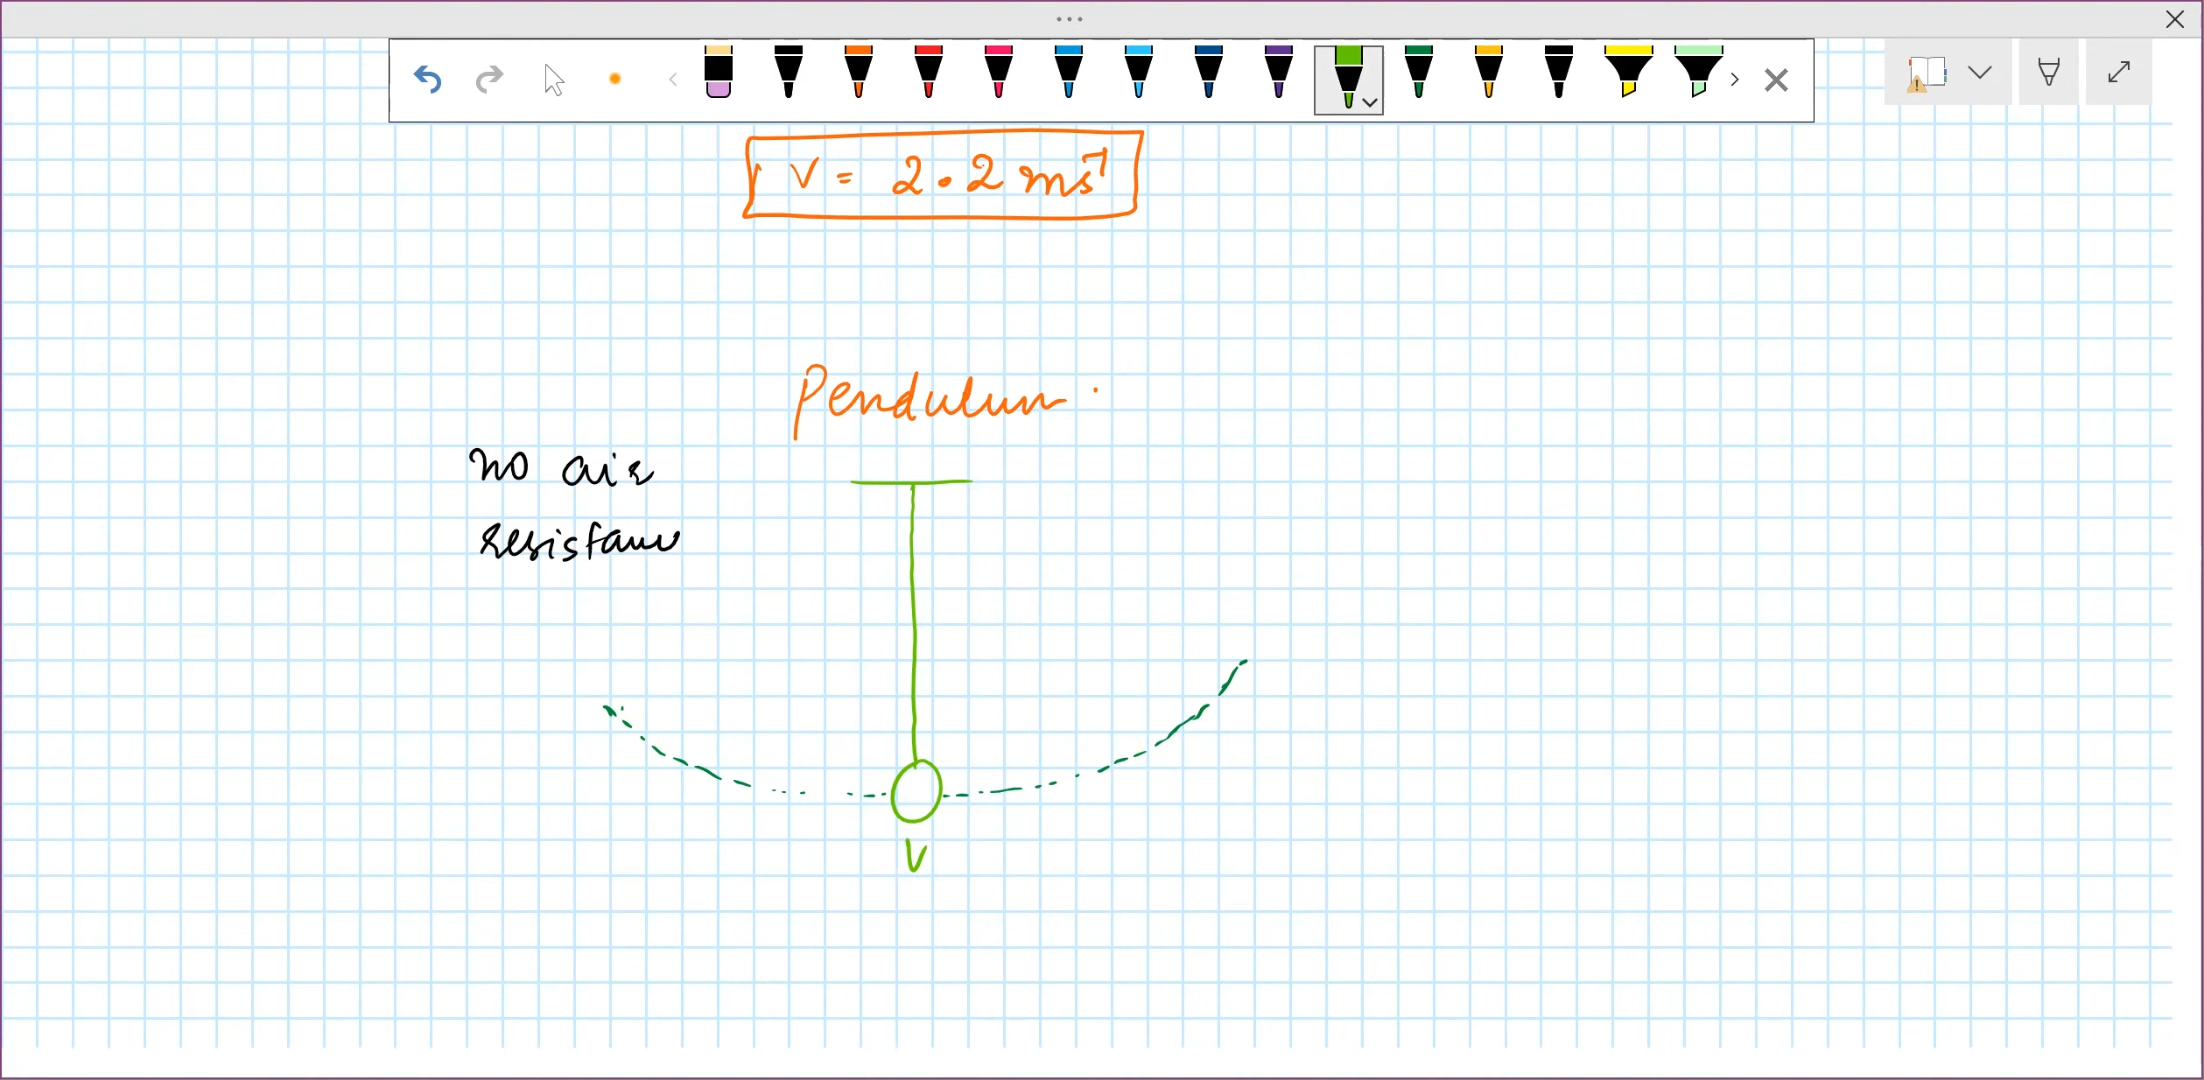 V = 2.2 ms⁻¹
Pendulum.
no air
resistance
V